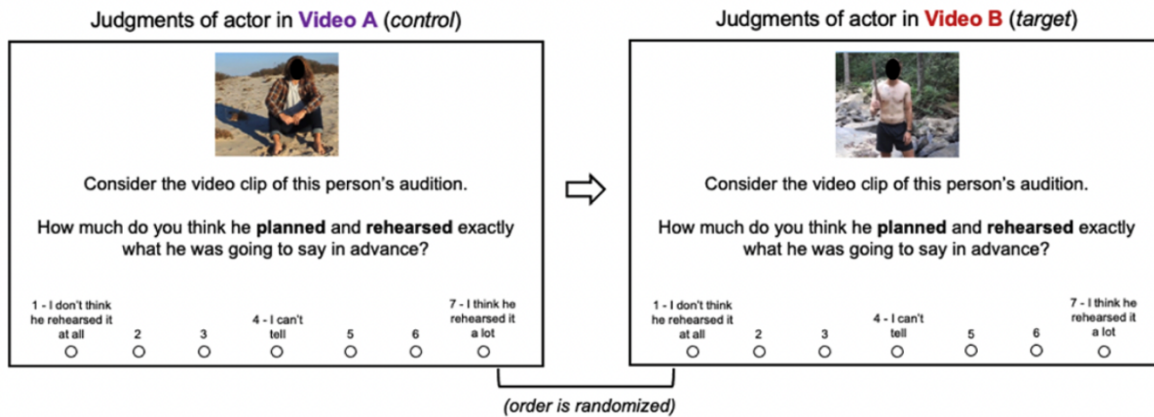 Judgments of actor in Video A (control)
Consider the video clip of this person's audition.
How much do you think he planned and rehearsed exactly
what he was going to say in advance?
1 - I don't think
he rehearsed it
at all
2
3
4 - I can't
tell
5
6
7 - I think he
rehearsed it
a lot
Judgments of actor in Video B (target)
Consider the video clip of this person's audition.
How much do you think he planned and rehearsed exactly
what he was going to say in advance?
1 - I don't think
he rehearsed it
at all
2
3
4 - I can't
tell
5
6
7 - I think he
rehearsed it
a lot
(order is randomized)